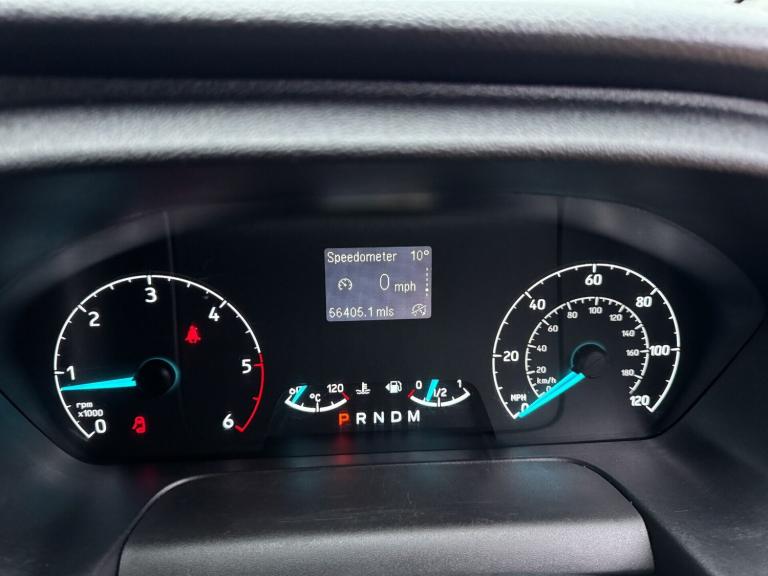 Speedometer 10°
0 mph
56405.1 mls
0 1 2 3 4 5 6
rpm
x1000
°C 120
0 1/2 1
P R N D M
0 20 40 60 80 100 120
MPH
0 20 40 60 80 100 120 140 160 180
km/h